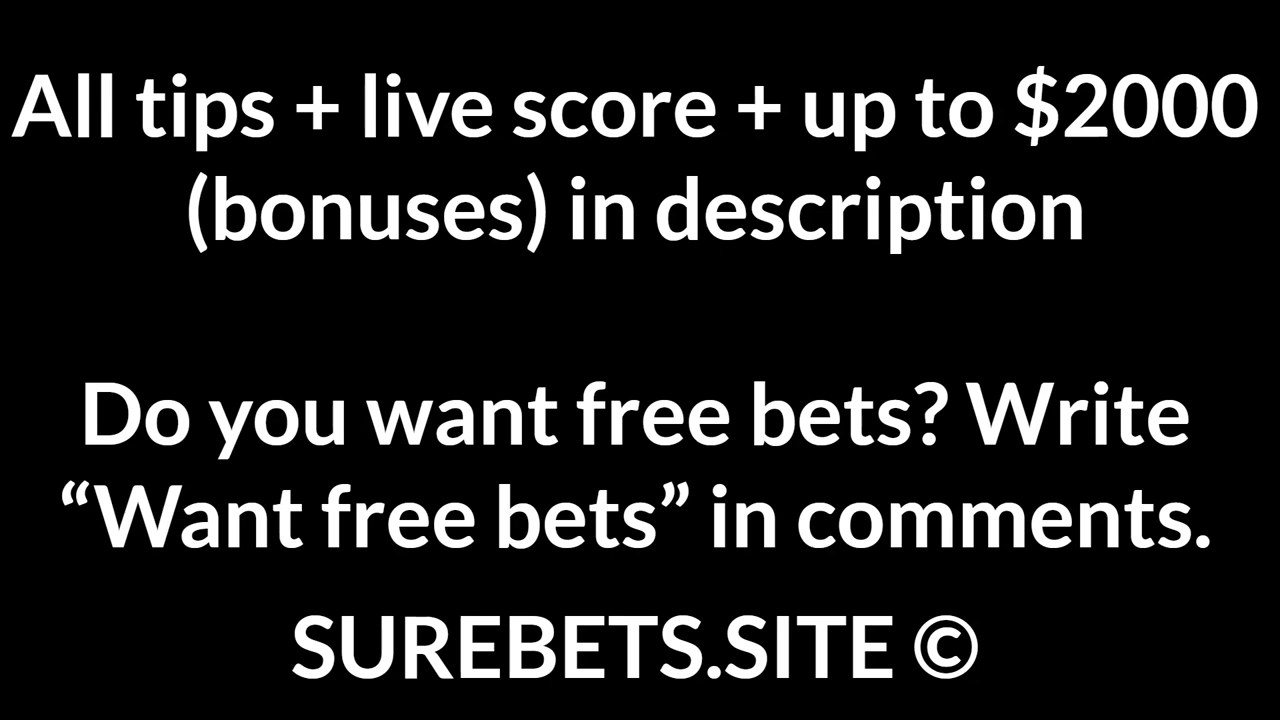 All tips + live score + up to $2000
(bonuses) in description
Do you want free bets? Write
“Want free bets” in comments.
SUREBETS.SITE ©